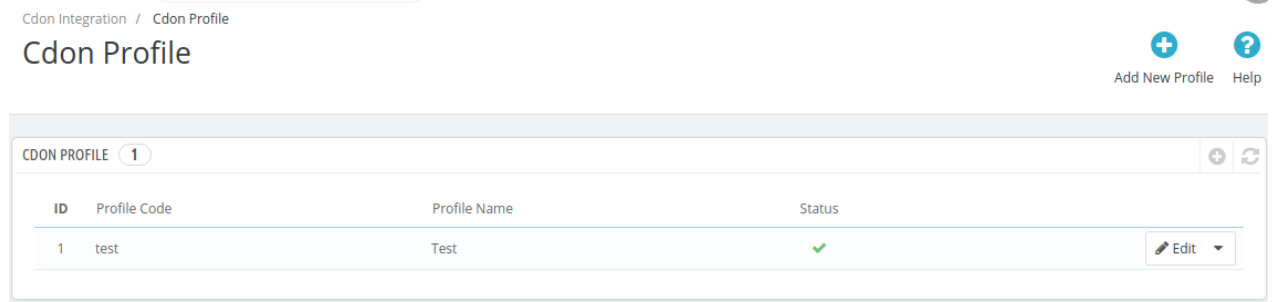 Cdon Integration / Cdon Profile
Cdon Profile
Add New Profile Help
CDON PROFILE 1
ID Profile Code Profile Name Status
1 test Test Edit